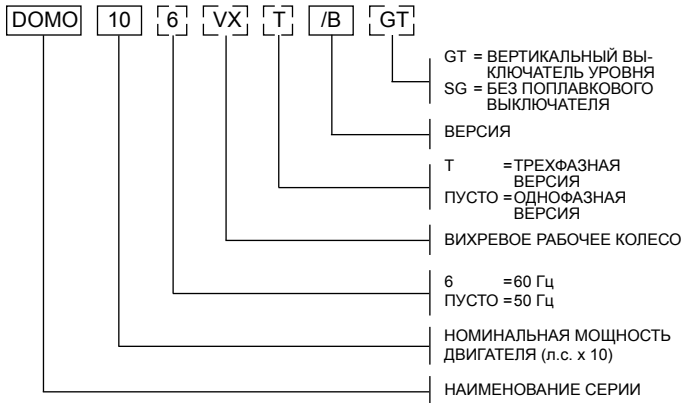 DOMO 10 6 VX T /B GT
GT = ВЕРТИКАЛЬНЫЙ ВЫ-
КЛЮЧАТЕЛЬ УРОВНЯ
SG = БЕЗ ПОПЛАВКОВОГО
ВЫКЛЮЧАТЕЛЯ
ВЕРСИЯ
T =ТРЕХФАЗНАЯ
ВЕРСИЯ
ПУСТО =ОДНОФАЗНАЯ
ВЕРСИЯ
ВИХРЕВОЕ РАБОЧЕЕ КОЛЕСО
6 =60 Гц
ПУСТО =50 Гц
НОМИНАЛЬНАЯ МОЩНОСТЬ
ДВИГАТЕЛЯ (л.с. x 10)
НАИМЕНОВАНИЕ СЕРИИ